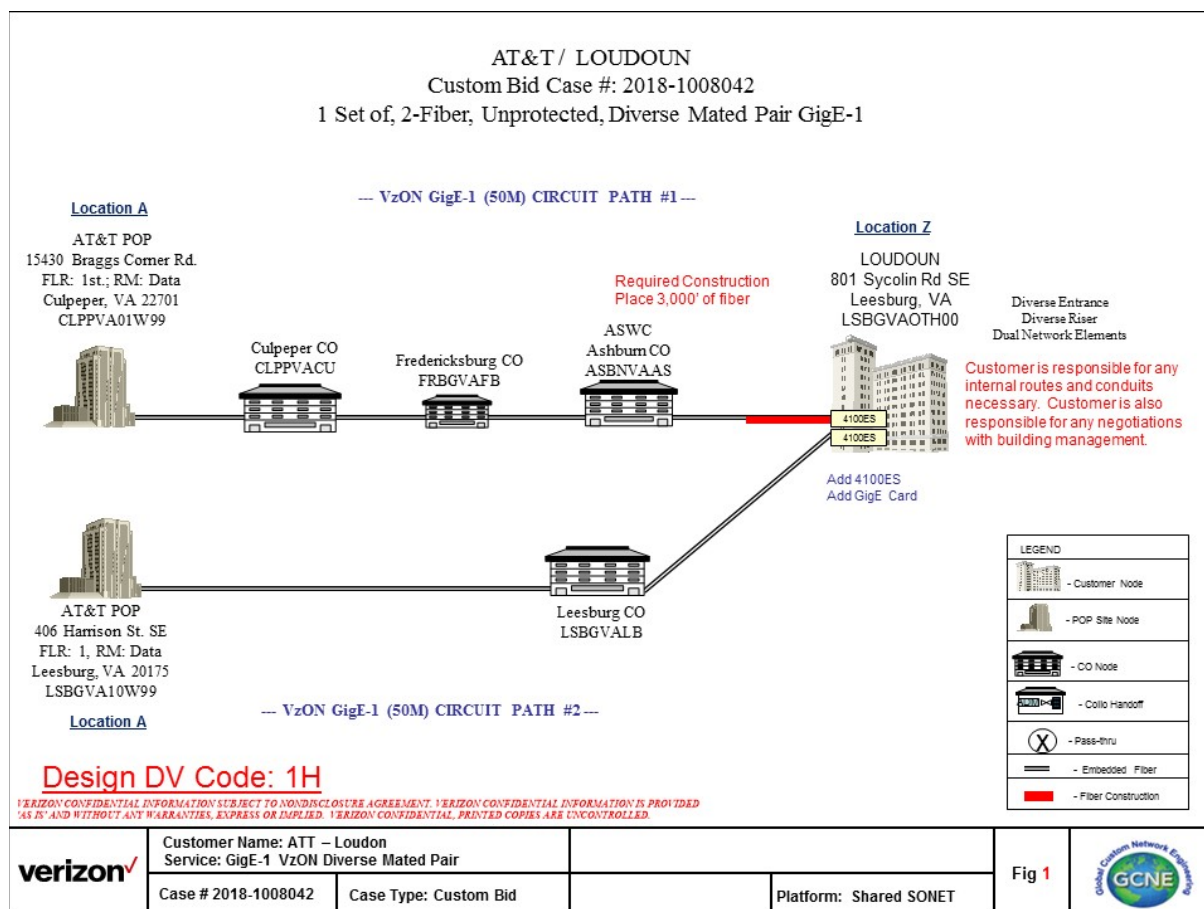 AT&T / LOUDOUN
Custom Bid Case #: 2018-1008042
1 Set of, 2-Fiber, Unprotected, Diverse Mated Pair GigE-1
--- VzON GigE-1 (50M) CIRCUIT PATH #1 ---
Location A
AT&T POP
15430 Braggs Corner Rd.
FLR: 1st.; RM: Data
Culpeper, VA 22701
CLPPVA01W99
Culpeper CO
CLPPVACU
Fredericksburg CO
FRBGVAFB
Required Construction
Place 3,000' of fiber
ASWC
Ashburn CO
ASBNVAAS
Location Z
LOUDOUN
801 Sycolin Rd SE
Leesburg, VA
LSBGVAOTH00
Diverse Entrance
Diverse Riser
Dual Network Elements
Customer is responsible for any
internal routes and conduits
necessary. Customer is also
responsible for any negotiations
with building management.
4100ES
4100ES
Add 4100ES
Add GigE Card
AT&T POP
406 Harrison St. SE
FLR: 1, RM: Data
Leesburg, VA 20175
LSBGVA10W99
Location A
Leesburg CO
LSBGVALB
--- VzON GigE-1 (50M) CIRCUIT PATH #2 ---
LEGEND
- Customer Node
- POP Site Node
- CO Node
- Collo Handoff
X
- Pass-thru
- Embedded Fiber
- Fiber Construction
Design DV Code: 1H
VERIZON CONFIDENTIAL INFORMATION SUBJECT TO NONDISCLOSURE AGREEMENT. VERIZON CONFIDENTIAL INFORMATION IS PROVIDED
'AS IS' AND WITHOUT ANY WARRANTIES, EXPRESS OR IMPLIED. VERIZON CONFIDENTIAL, PRINTED COPIES ARE UNCONTROLLED.
verizon
Customer Name: ATT – Loudon
Service: GigE-1 VzON Diverse Mated Pair
Case # 2018-1008042
Case Type: Custom Bid
Platform: Shared SONET
Fig 1
Global Custom Network Engineering
GCNE